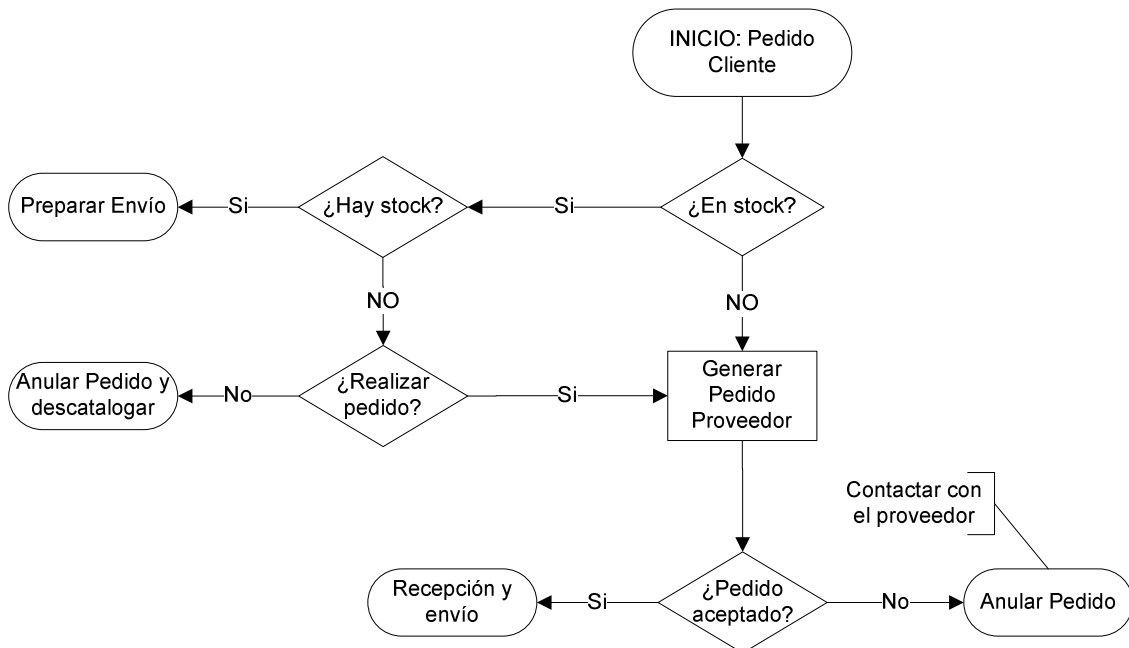 INICIO: Pedido
Cliente
Preparar Envío
Si
¿Hay stock?
Si
¿En stock?
NO
NO
Anular Pedido y
descatalogar
No
¿Realizar
pedido?
Si
Generar
Pedido
Proveedor
Contactar con
el proveedor
Recepción y
envío
Si
¿Pedido
aceptado?
No
Anular Pedido